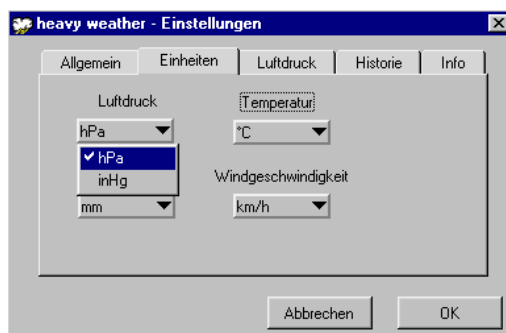 heavy weather - Einstellungen
Allgemein Einheiten Luftdruck Historie Info
Luftdruck Temperatur
hPa °C
hPa
inHg Windgeschwindigkeit
mm km/h
Abbrechen OK